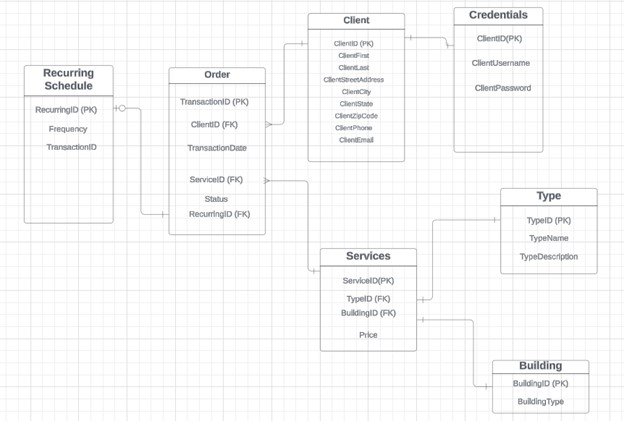 Recurring
Schedule
RecurringID (PK)
Frequency
TransactionID
Order
TransactionID (PK)
ClientID (FK)
TransactionDate
ServiceID (FK)
Status
RecurringID (FK)
Client
ClientID (PK)
ClientFirst
ClientLast
ClientStreetAddress
ClientCity
ClientState
ClientZipCode
ClientPhone
ClientEmail
Credentials
ClientID(PK)
ClientUsername
ClientPassword
Services
ServiceID(PK)
TypeID (FK)
BuildingID (FK)
Price
Type
TypeID (PK)
TypeName
TypeDescription
Building
BuildingID (PK)
BuildingType